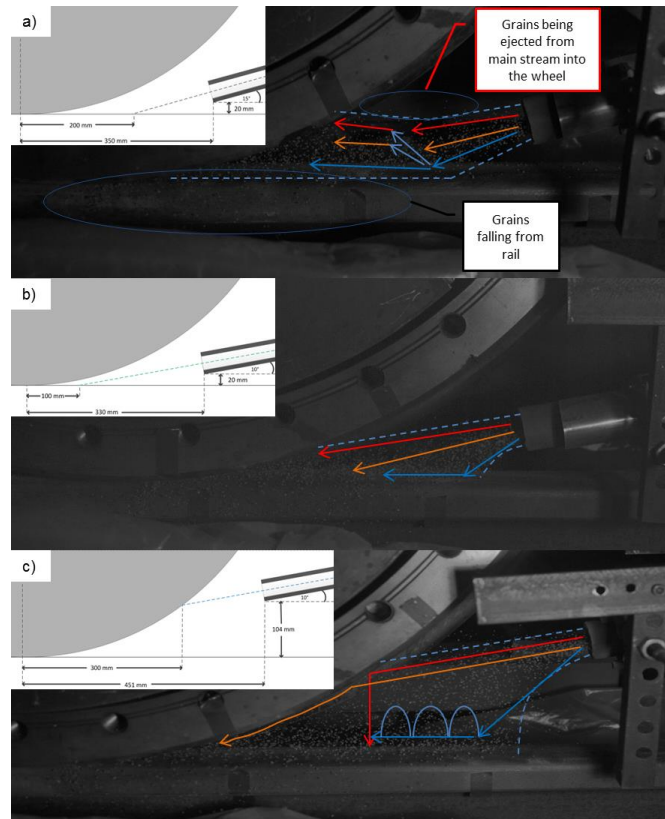 a)
Grains being
ejected from
main stream into
the wheel
15°
20 mm
200 mm
350 mm
Grains
falling from
rail
b)
10°
20 mm
100 mm
330 mm
c)
10°
104 mm
300 mm
451 mm